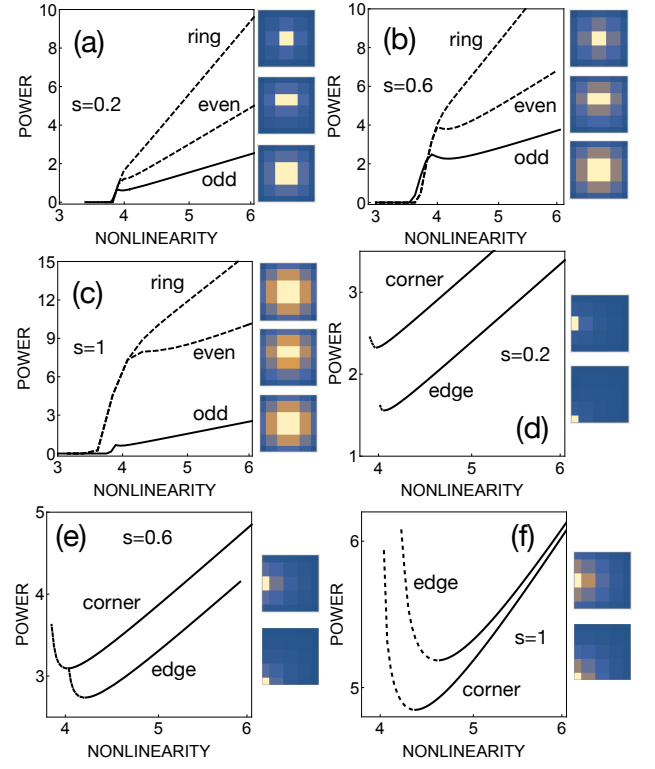 10
8
6
4
2
0
POWER
(a)
s=0.2
ring
even
odd
3
4
5
6
NONLINEARITY
10
8
6
4
2
0
POWER
(b)
s=0.6
ring
even
odd
3
4
5
6
NONLINEARITY
15
12
9
6
3
0
POWER
(c)
s=1
ring
even
odd
3
4
5
6
NONLINEARITY
3
2
1
POWER
corner
edge
s=0.2
(d)
4
5
6
NONLINEARITY
5
4
3
POWER
(e)
s=0.6
corner
edge
4
5
6
NONLINEARITY
6
5
POWER
(f)
edge
s=1
corner
4
5
6
NONLINEARITY